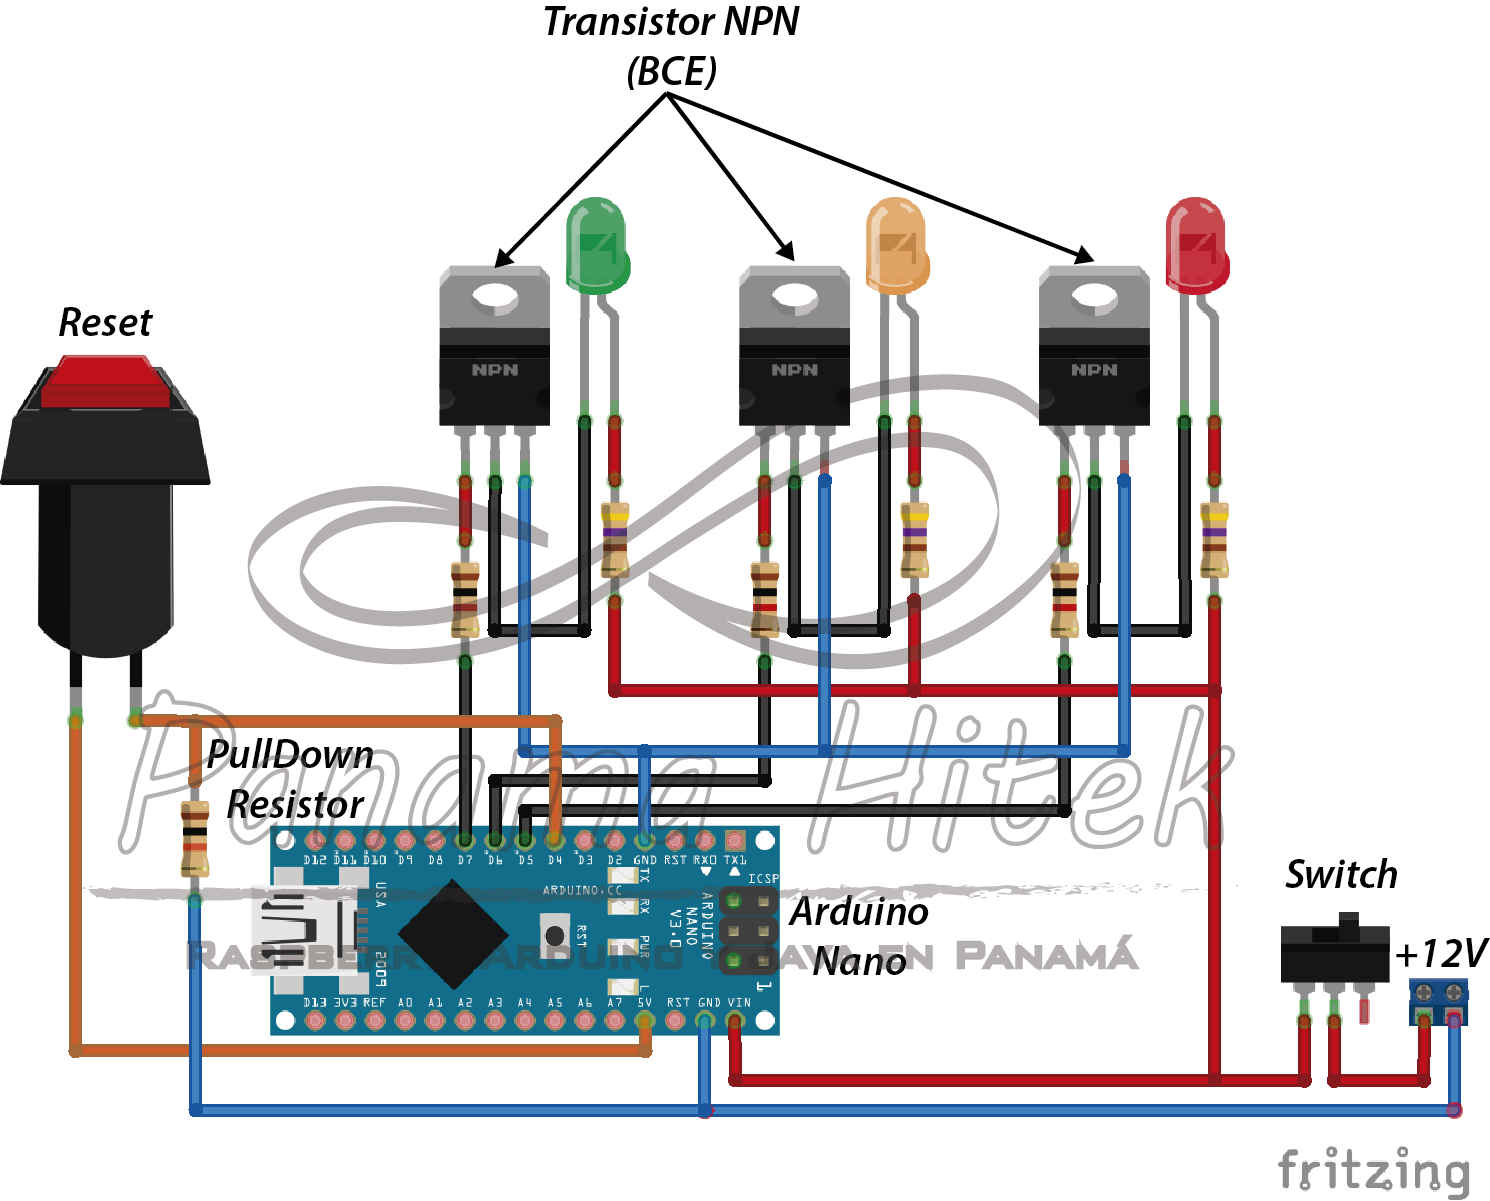 Transistor NPN
(BCE)
Reset
NPN
NPN
NPN
PullDown
Resistor
Panama Hitek
D12 D11 D10 D9 D8 D7 D6 D5 D4 D3 D2 GND RST RX0 TX1
ICSP
TX
RX
PWR
L
ARDUINO.CC
USA
2009
RST
ARDUINO
NANO
V3.0
1
Arduino
Nano
D13 3V3 REF A0 A1 A2 A3 A4 A5 A6 A7 5V RST GND VIN
Arduino
Java en Panamá
Switch
+12V
fritzing